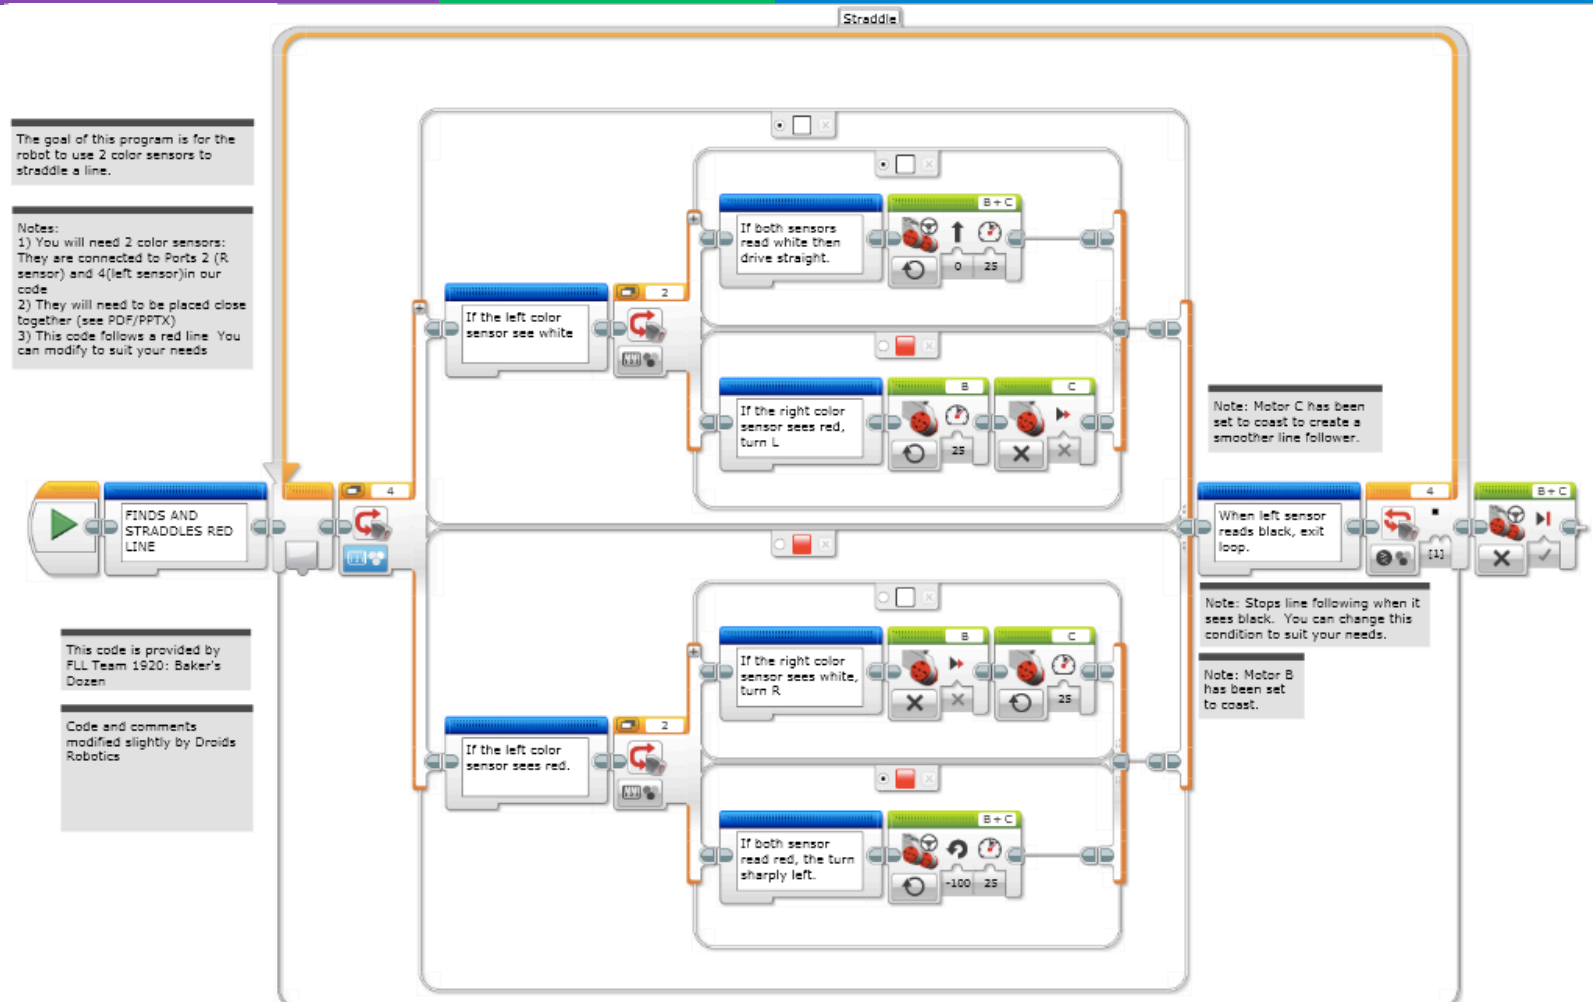 Straddle
The goal of this program is for the
robot to use 2 color sensors to
straddle a line.
Notes:
1) You will need 2 color sensors:
They are connected to Ports 2 (R
sensor) and 4(left sensor)in our
code
2) They will need to be placed close
together (see PDF/PPTX)
3) This code follows a red line  You
can modify to suit your needs
FINDS AND
STRADDLES RED
LINE
4
This code is provided by
FLL Team 1920: Baker's
Dozen
Code and comments
modified slightly by Droids
Robotics
If the left color
sensor see white
2
If both sensors
read white then
drive straight.
B + C
0
25
If the right color
sensor sees red,
turn L
B
25
C
If the left color
sensor sees red.
2
If the right color
sensor sees white,
turn R
B
C
25
If both sensor
read red, the turn
sharply left.
B + C
-100
25
Note: Motor C has been
set to coast to create a
smoother line follower.
When left sensor
reads black, exit
loop.
4
[1]
B + C
Note: Stops line following when it
sees black.  You can change this
condition to suit your needs.
Note: Motor B
has been set
to coast.